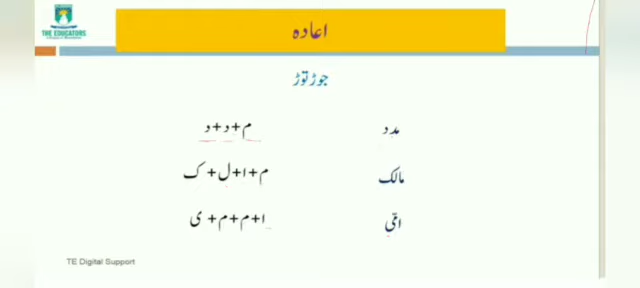 THE EDUCATORS
اعادہ
جوڑ توڑ
مدد م+د+د
مالک م+ا+ل+ک
امّی ا+م+م+ی
TE Digital Support